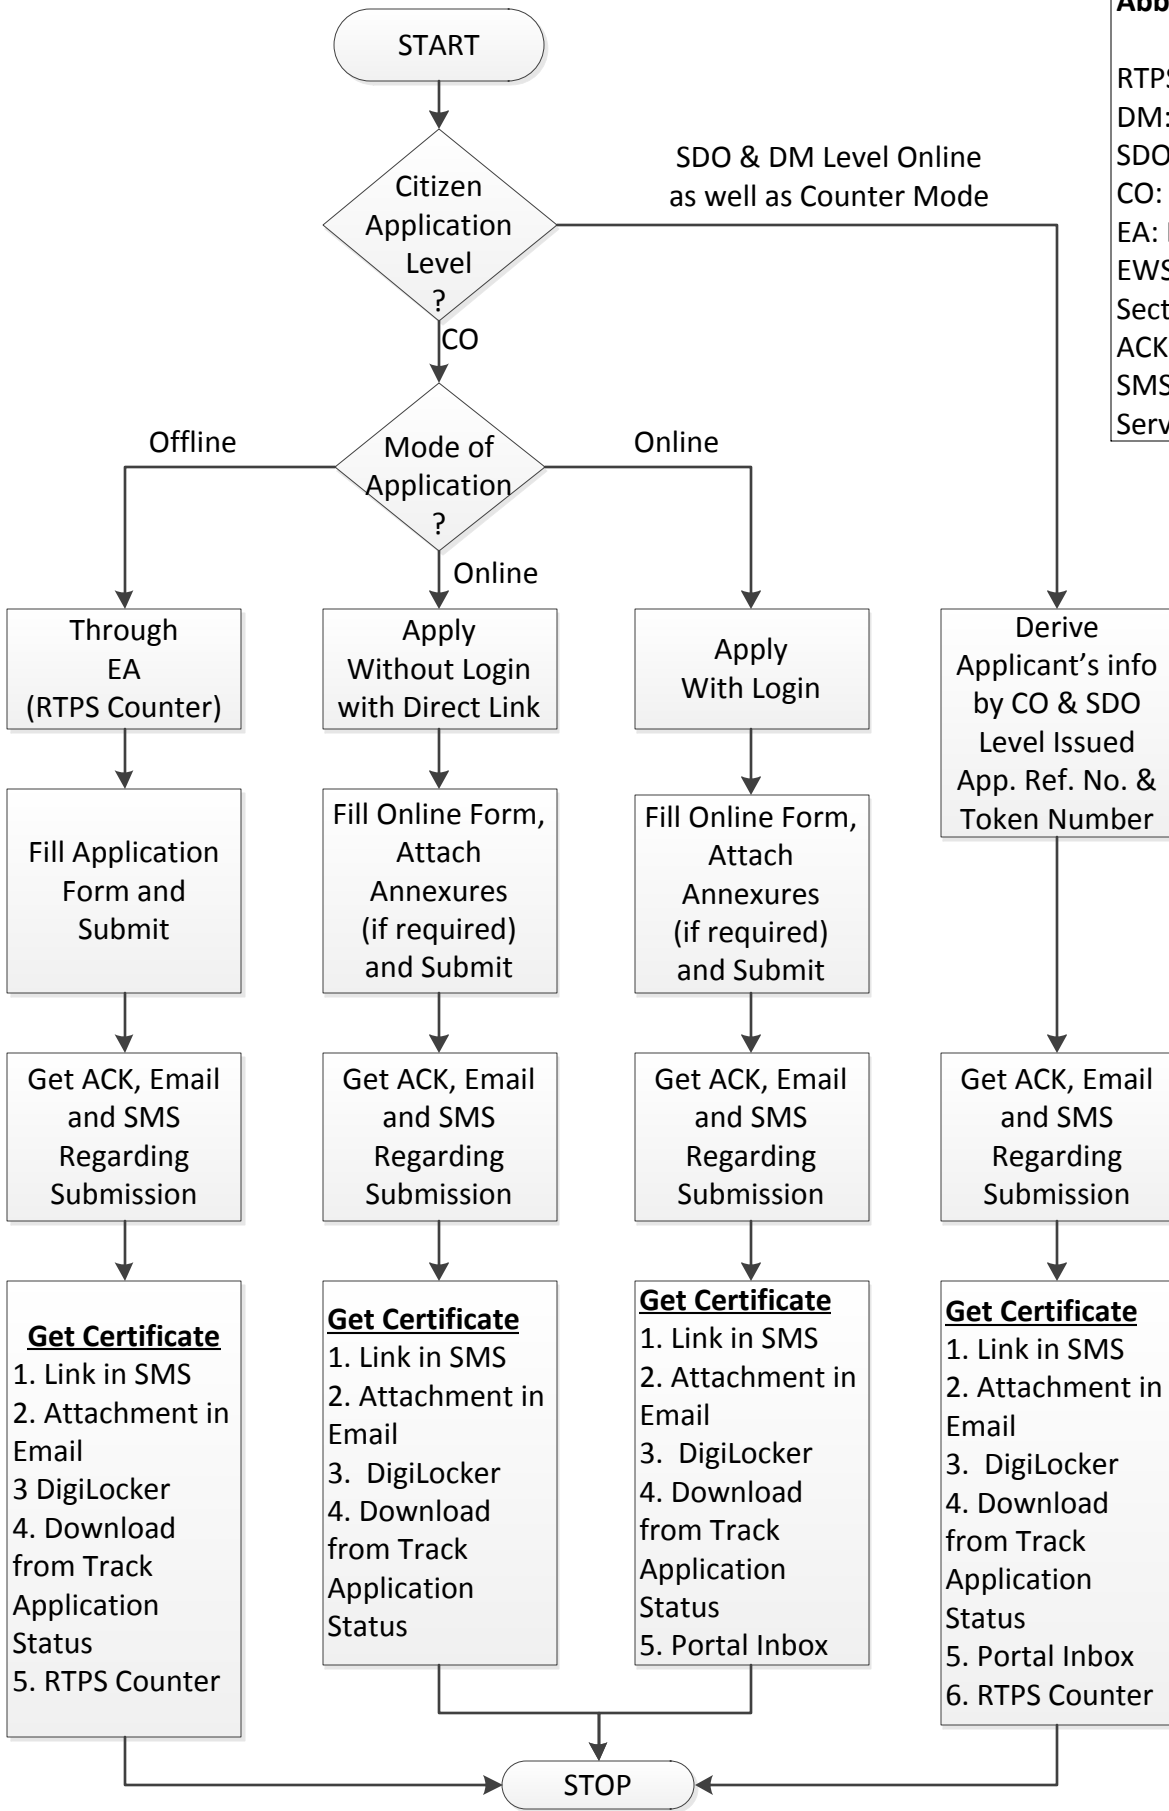 START
Citizen
Application
Level
?
SDO & DM Level Online
as well as Counter Mode
RTPS
DM:
SDO
CO:
EA:
EWS
ACK
SMS
CO
Offline
Mode of
Application
?
Online
Online
Through
EA
(RTPS Counter)
Fill Application
Form and
Submit
Get ACK, Email
and SMS
Regarding
Submission
Get Certificate
1. Link in SMS
2. Attachment in
Email
3 DigiLocker
4. Download
from Track
Application
Status
5. RTPS Counter
Apply
Without Login
with Direct Link
Fill Online Form,
Attach
Annexures
(if required)
and Submit
Get ACK, Email
and SMS
Regarding
Submission
Get Certificate
1. Link in SMS
2. Attachment in
Email
3.  DigiLocker
4. Download
from Track
Application
Status
Apply
With Login
Fill Online Form,
Attach
Annexures
(if required)
and Submit
Get ACK, Email
and SMS
Regarding
Submission
Get Certificate
1. Link in SMS
2. Attachment in
Email
3.  DigiLocker
4. Download
from Track
Application
Status
5. Portal Inbox
Derive
Applicant’s info
by CO & SDO
Level Issued
App. Ref. No. &
Token Number
Get ACK, Email
and SMS
Regarding
Submission
Get Certificate
1. Link in SMS
2. Attachment in
Email
3.  DigiLocker
4. Download
from Track
Application
Status
5. Portal Inbox
6. RTPS Counter
STOP